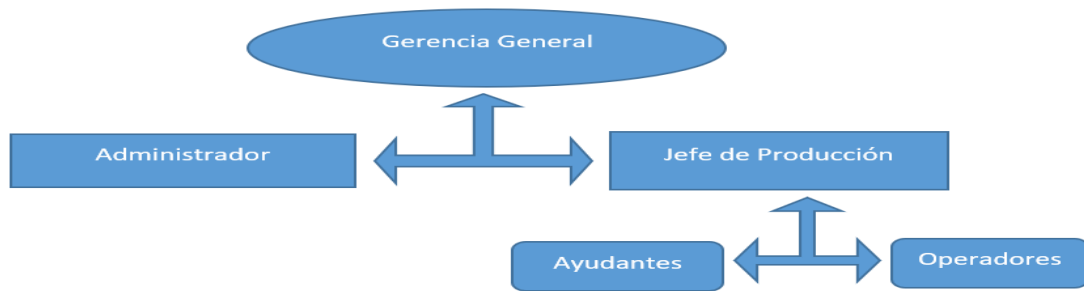 Gerencia General
Administrador
Jefe de Producción
Ayudantes
Operadores